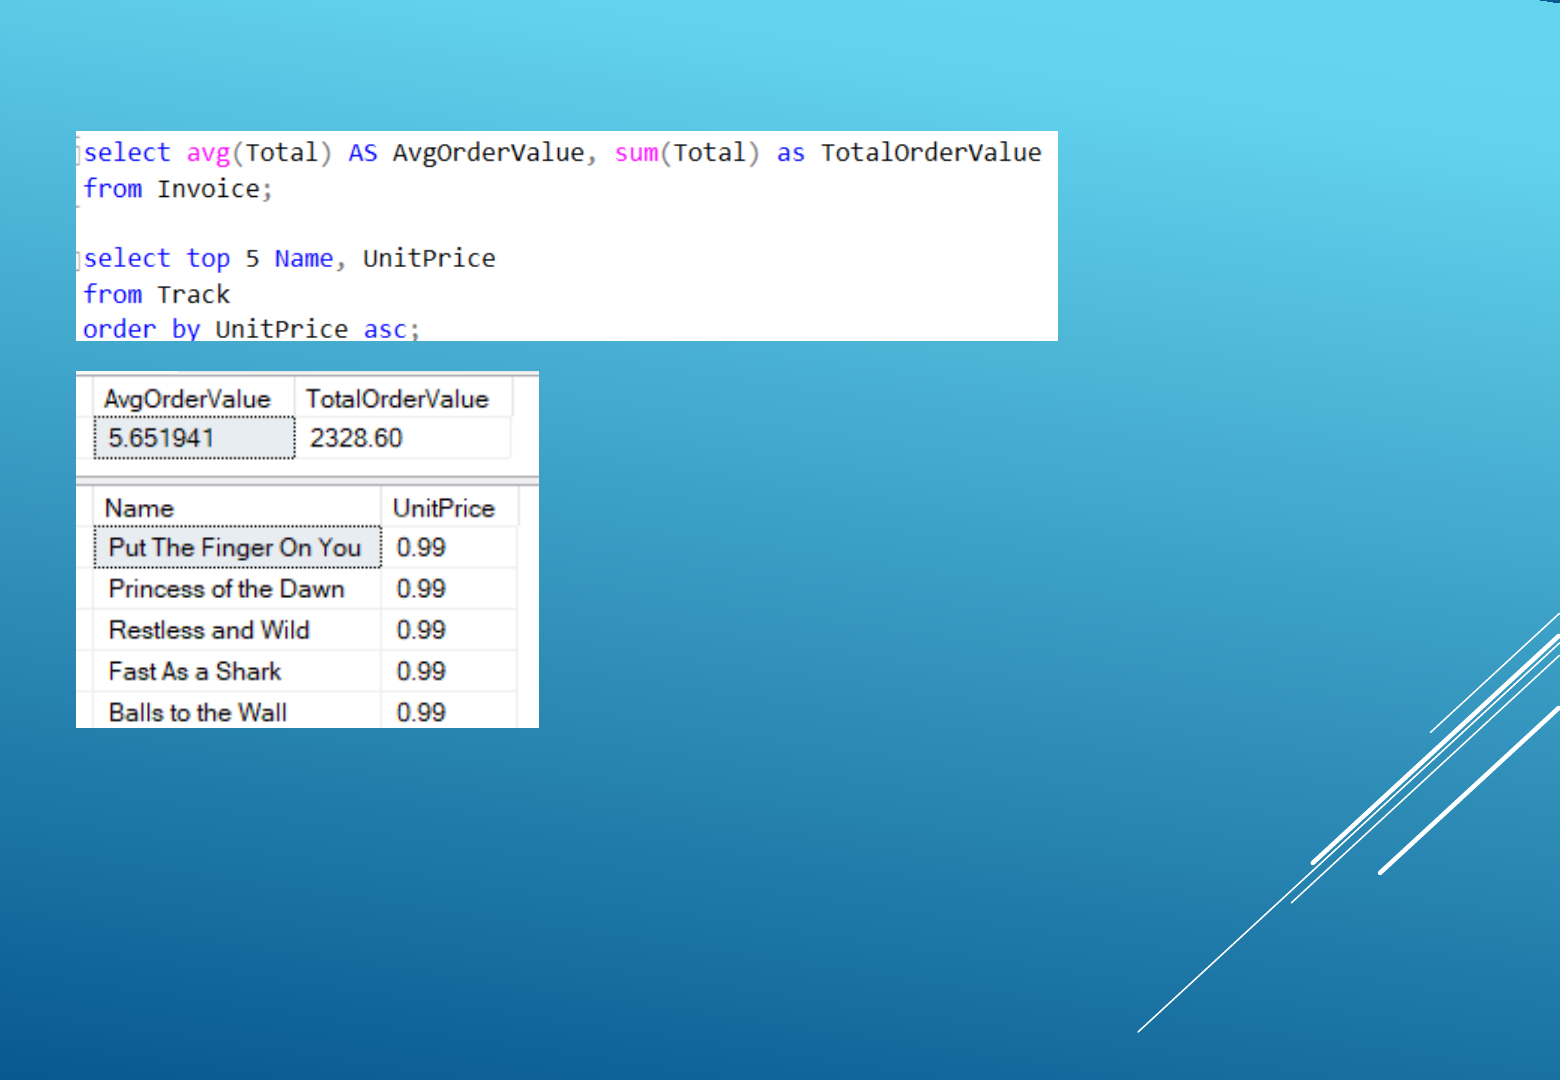 select avg(Total) AS AvgOrderValue, sum(Total) as TotalOrderValue
from Invoice;
select top 5 Name, UnitPrice
from Track
order by UnitPrice asc;
AvgOrderValue TotalOrderValue
5.651941 2328.60
Name UnitPrice
Put The Finger On You 0.99
Princess of the Dawn 0.99
Restless and Wild 0.99
Fast As a Shark 0.99
Balls to the Wall 0.99